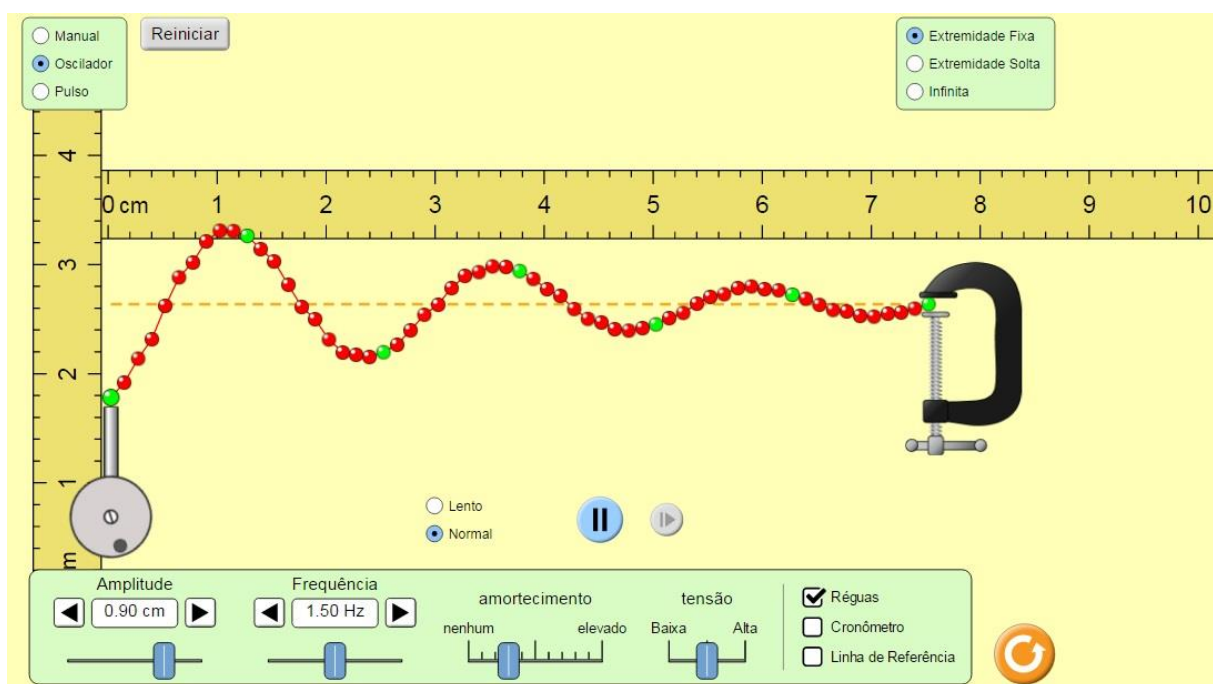 Manual
Oscilador
Pulso
Reiniciar
Extremidade Fixa
Extremidade Solta
Infinita
0 cm 1 2 3 4 5 6 7 8 9 10
4
3
2
1
m
Lento
Normal
Amplitude
0.90 cm
Frequência
1.50 Hz
amortecimento
nenhum elevado
tensão
Baixa Alta
Réguas
Cronômetro
Linha de Referência